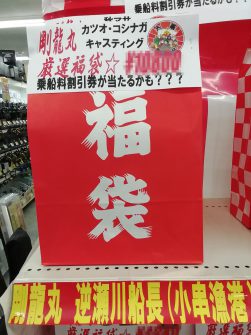 剛龍丸
カツオ・コシナガ
キャスティング
厳選福袋☆
乗船料割引券が当たるかも???
福
袋
剛龍丸 逆瀬川船長(小串漁港)